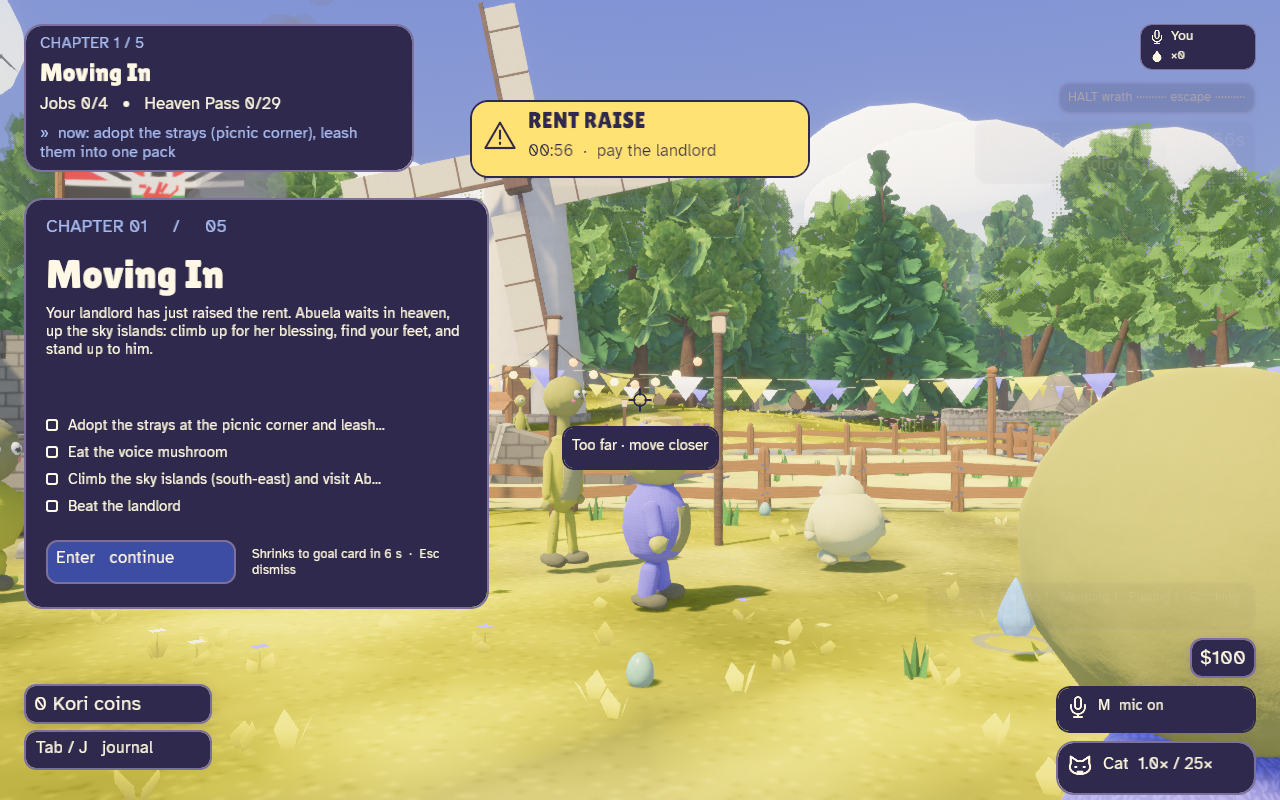 CHAPTER 1 / 5
Moving In
Jobs 0/4 • Heaven Pass 0/29
» now: adopt the strays (picnic corner), leash
them into one pack
RENT RAISE
00:56 · pay the landlord
You
×0
HALT wrath ········ escape ········
CHAPTER 01 / 05
Moving In
Your landlord has just raised the rent. Abuela waits in heaven,
up the sky islands: climb up for her blessing, find your feet, and
stand up to him.
Adopt the strays at the picnic corner and leash...
Eat the voice mushroom
Climb the sky islands (south-east) and visit Ab...
Beat the landlord
Enter continue
Shrinks to goal card in 6 s · Esc
dismiss
Too far · move closer
$100
0 Kori coins
M mic on
Tab / J journal
Cat 1.0× / 25×